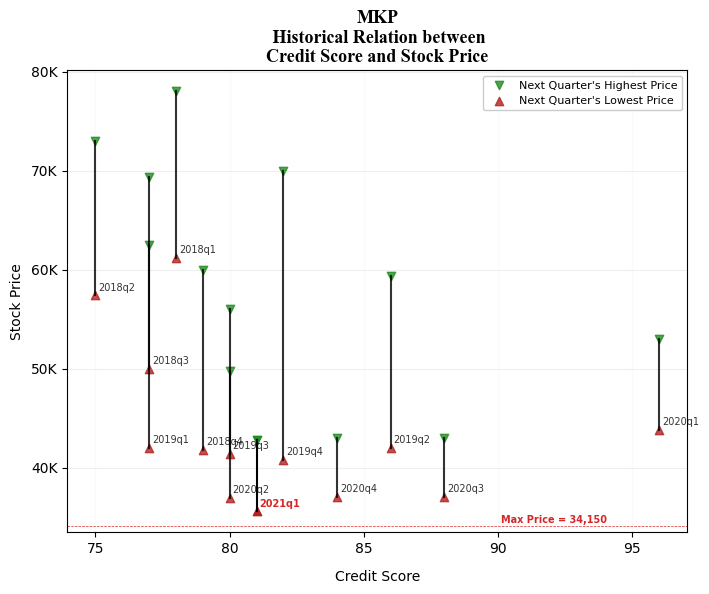 MKP
Historical Relation between
Credit Score and Stock Price
80K
70K
60K
50K
40K
Stock Price
Next Quarter's Highest Price
Next Quarter's Lowest Price
2018q1
2018q2
2018q3
2019q1
2018q4
2019q3
2019q4
2019q2
2020q1
2020q2
2020q4
2020q3
2021q1
Max Price = 34,150
75
80
85
90
95
Credit Score